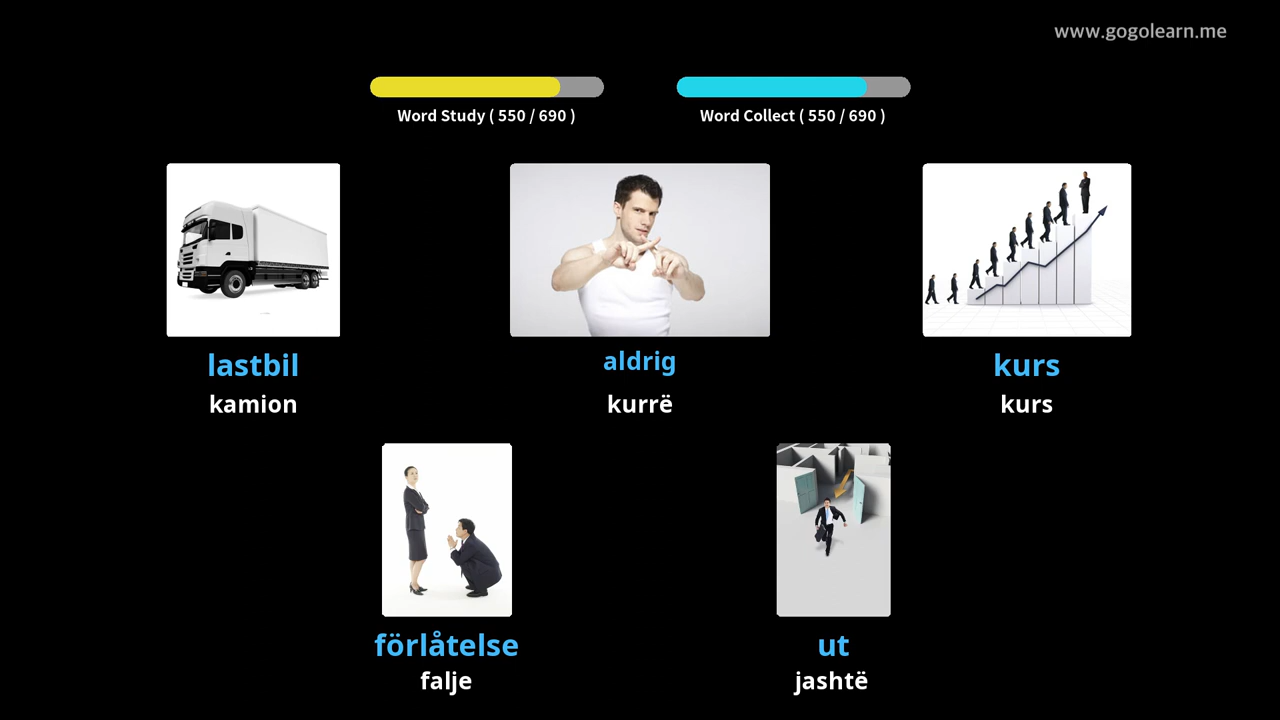 www.gogolearn.me
Word Study ( 550 / 690 )
Word Collect ( 550 / 690 )
lastbil
kamion
aldrig
kurrë
kurs
kurs
förlåtelse
falje
ut
jashtë